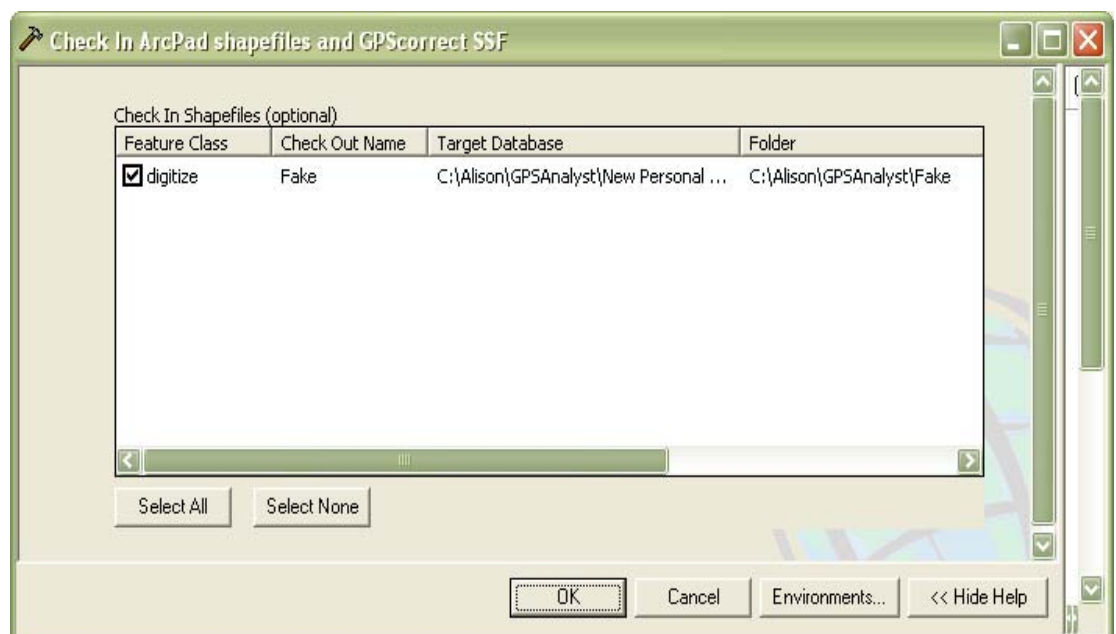 Check In ArcPad shapefiles and GPScorrect SSF
Check In Shapefiles (optional)
Feature Class Check Out Name Target Database Folder
digitize Fake C:\Alison\GPSAnalyst\New Personal ... C:\Alison\GPSAnalyst\Fake
Select All Select None
OK Cancel Environments... << Hide Help